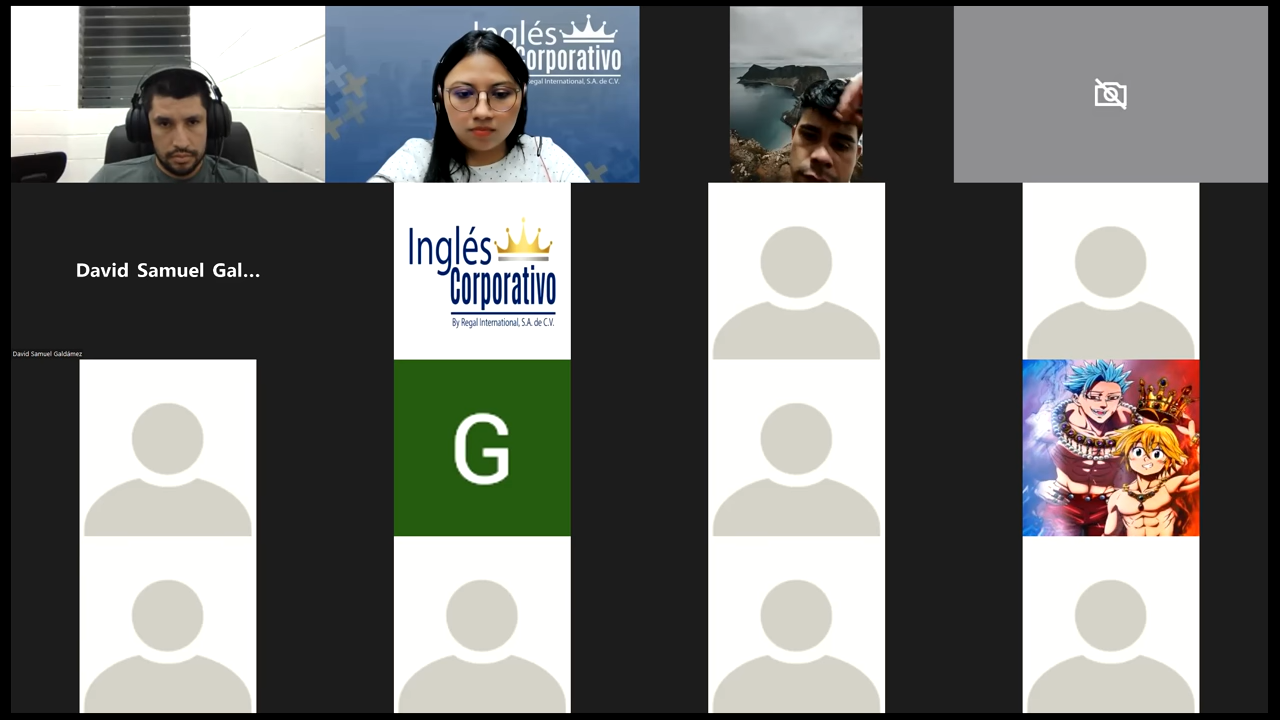 Inglés
Corporativo
Regal International, S.A. de C.V.
David Samuel Gal...
Inglés
Corporativo
By Regal International, S.A. de C.V.
David Samuel Galdámez
G